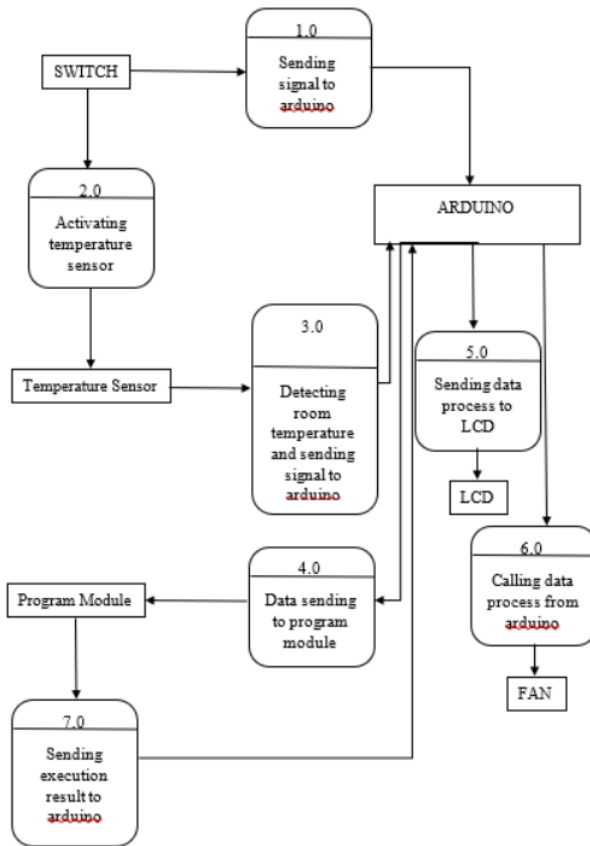 1.0
Sending
signal to
arduino
SWITCH
2.0
Activating
temperature
sensor
ARDUINO
3.0
Detecting
room
temperature
and sending
signal to
arduino
Temperature Sensor
5.0
Sending data
process to
LCD
LCD
4.0
Data sending
to program
module
Program Module
6.0
Calling data
process from
arduino
FAN
7.0
Sending
execution
result to
arduino